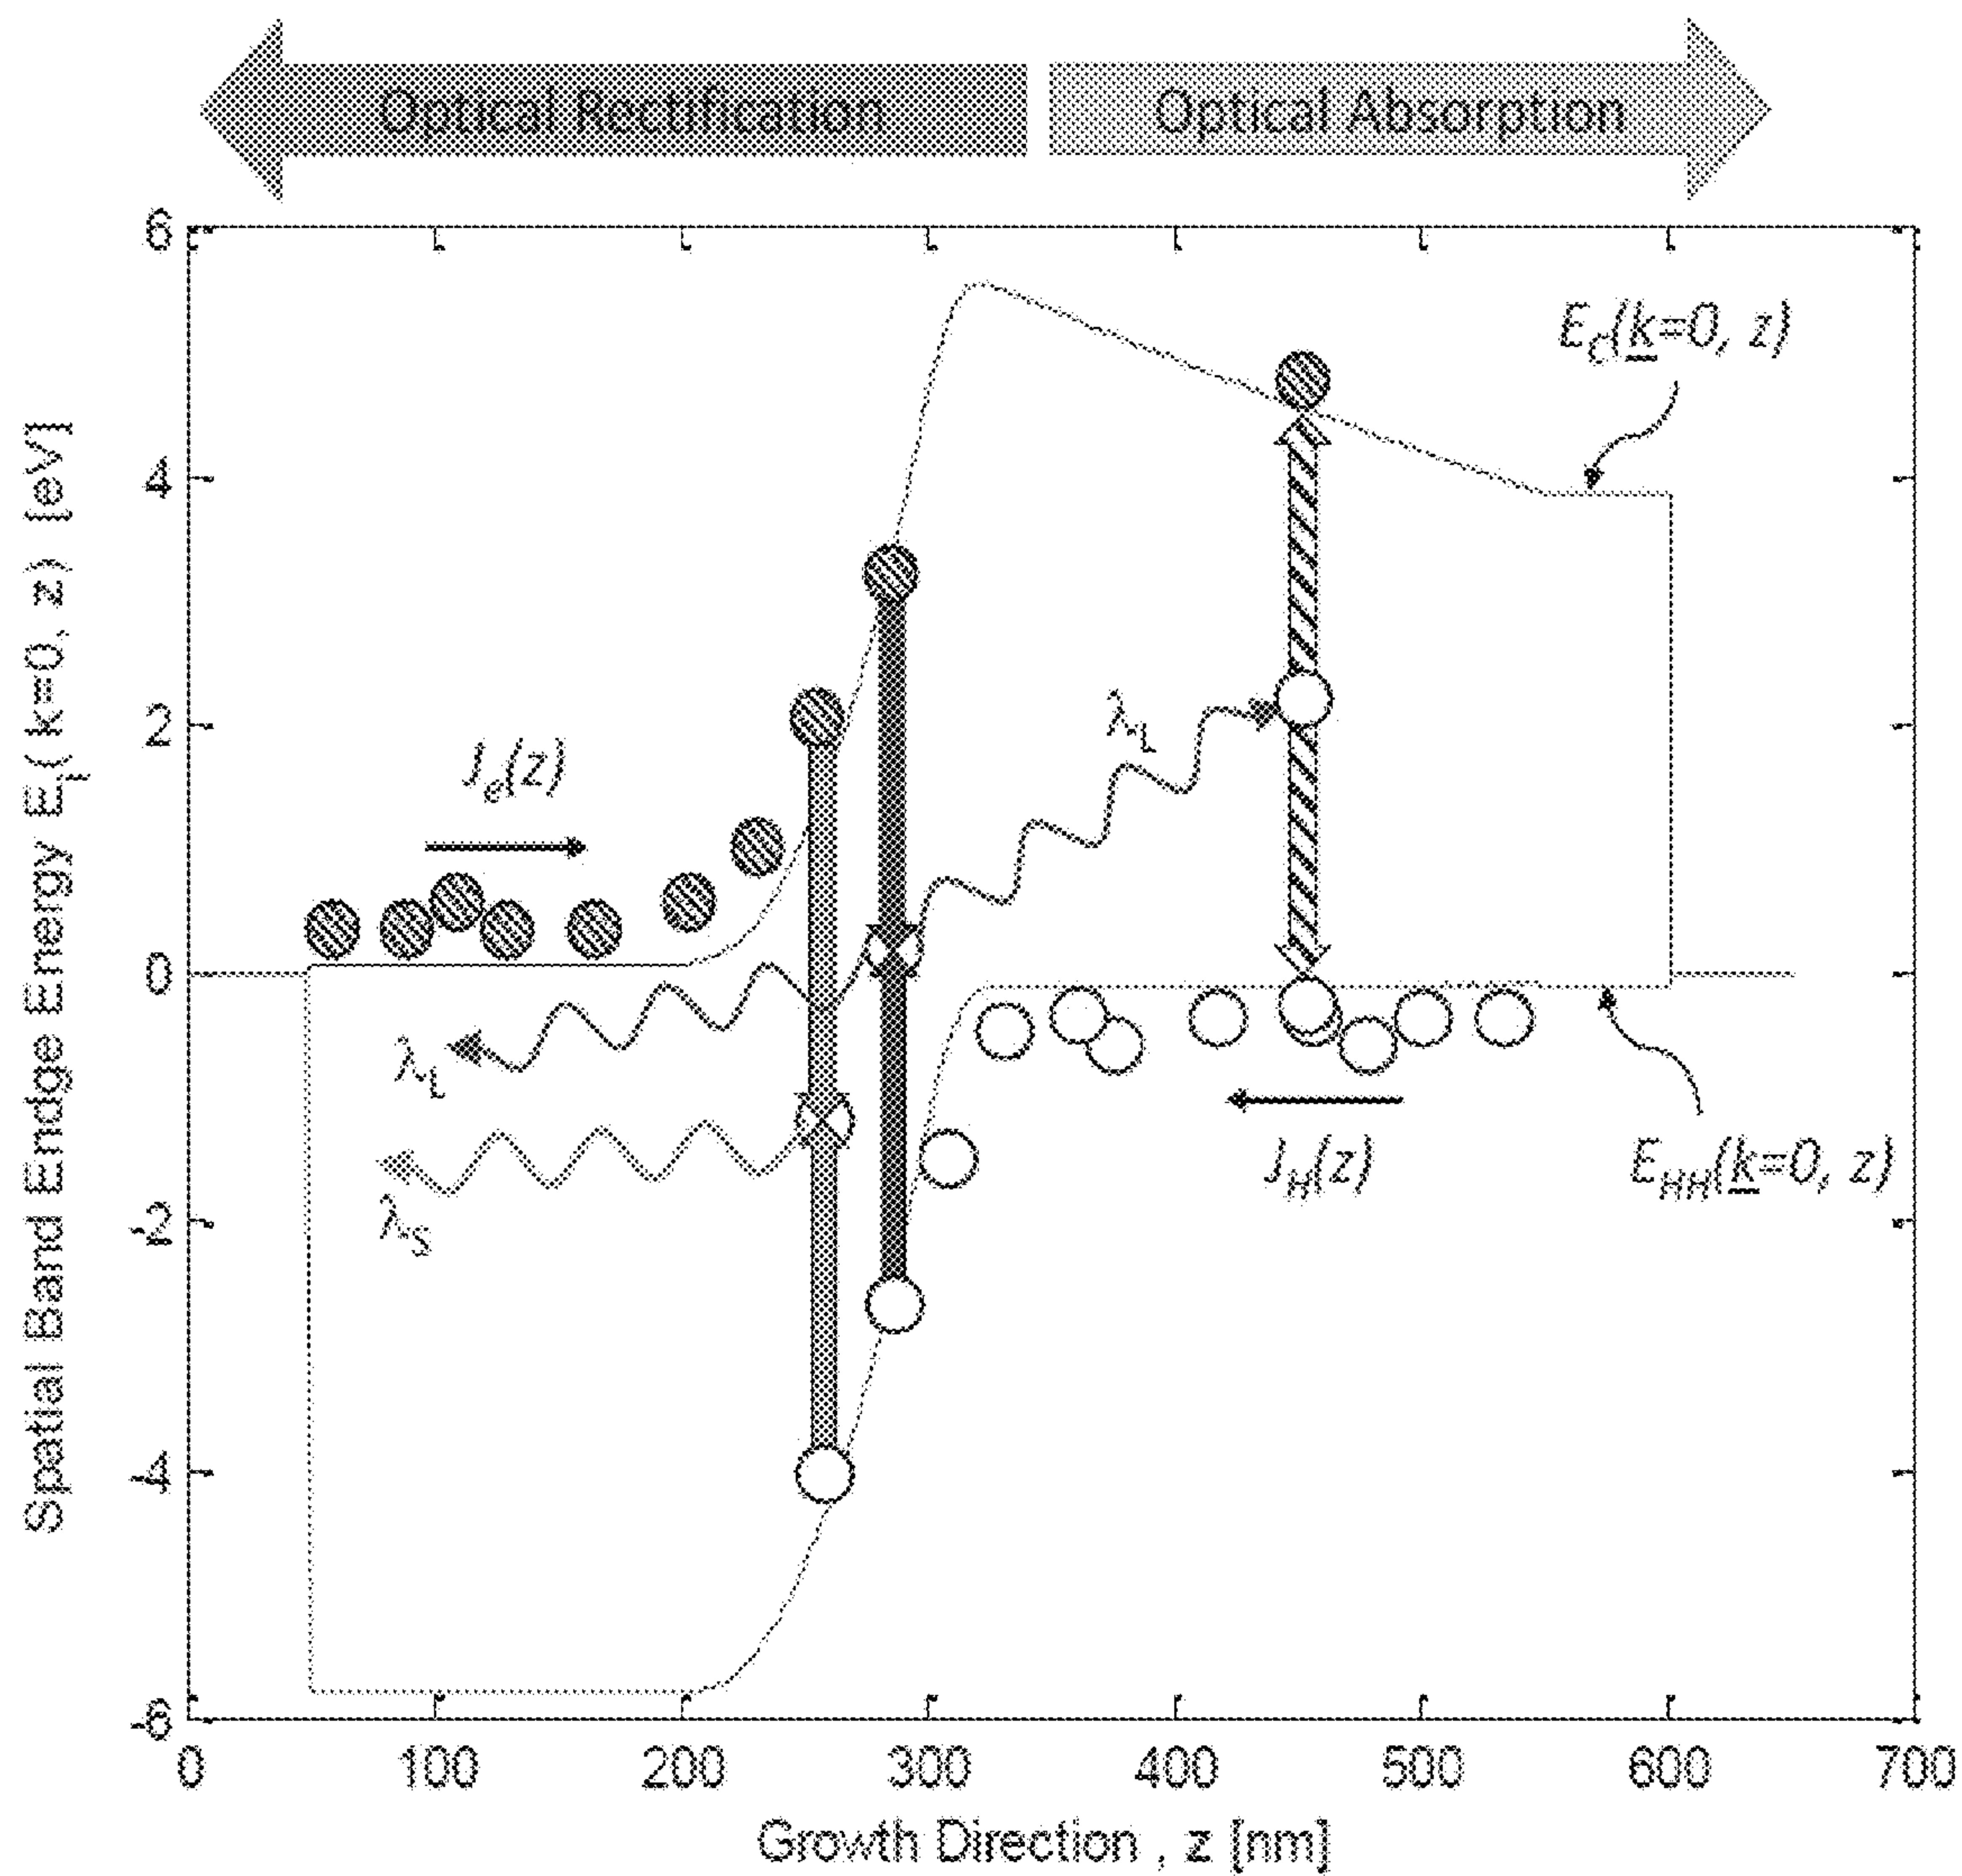 Optical Rectification
Optical Absorption
Spatial Band Endge Energy E_i( k=0, z) [eV]
6
4
2
0
-2
-4
-6
E_C(k=0, z)
J_e(z)
λ_L
λ_L
λ_S
J_H(z)
E_HH(k=0, z)
0
100
200
300
400
500
600
700
Growth Direction , z [nm]